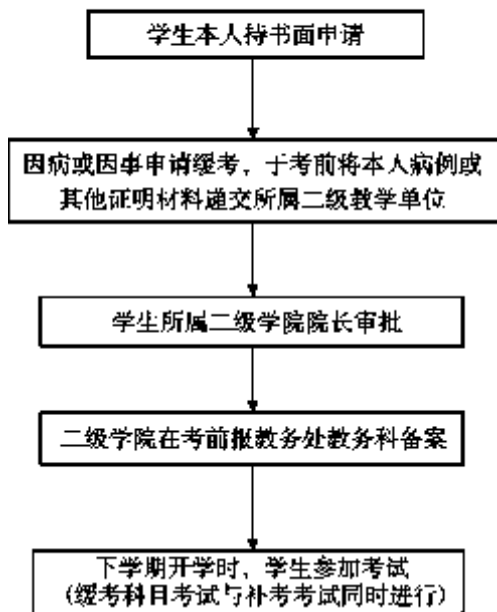 学生本人持书面申请
因病或因事申请缓考，于考前将本人病例或
其他证明材料递交所属二级教学单位
学生所属二级学院院长审批
二级学院在考前报教务处教务科备案
下学期开学时、学生参加考试
（缓考科目考试与补考考试同时进行）